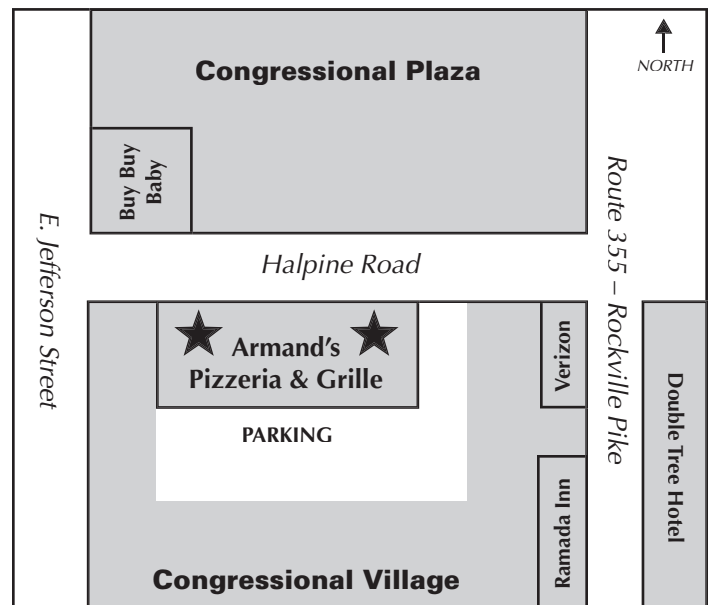 Congressional Plaza
NORTH
Buy Buy
Baby
E. Jefferson Street
Halpine Road
Route 355 – Rockville Pike
Armand’s
Pizzeria & Grille
PARKING
Verizon
Ramada Inn
Double Tree Hotel
Congressional Village